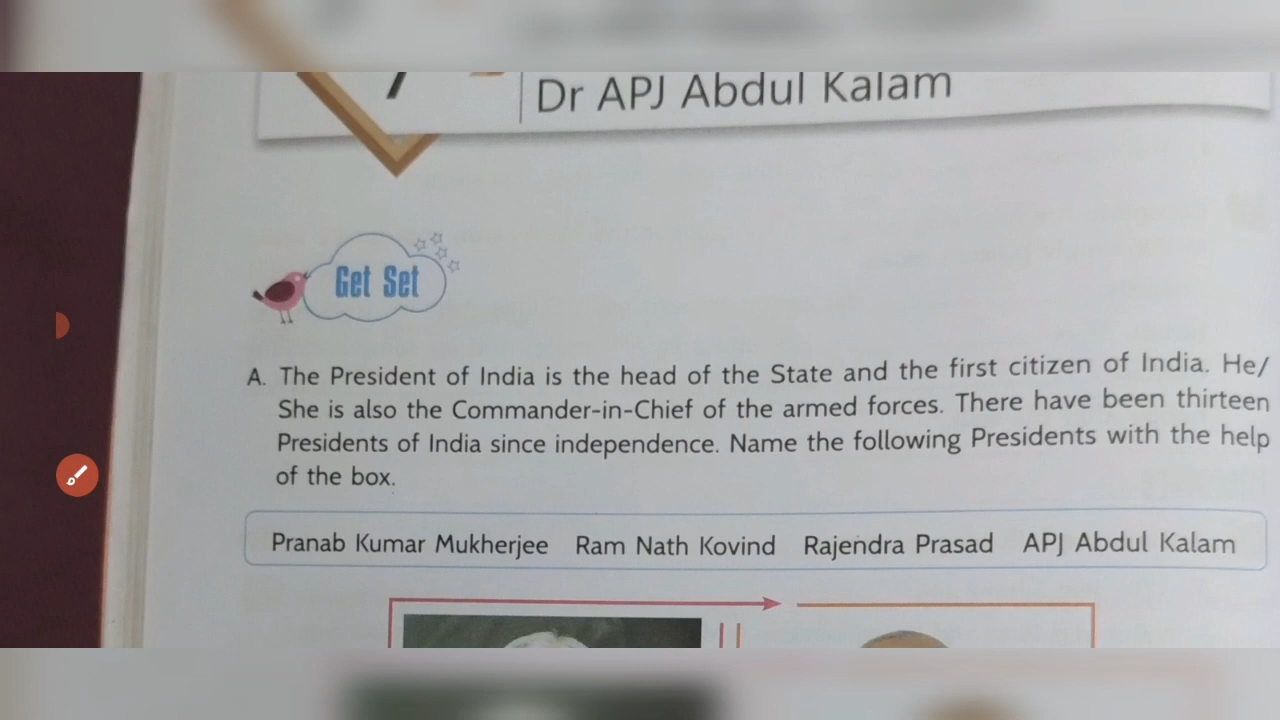 Dr APJ Abdul Kalam
Get Set
A. The President of India is the head of the State and the first citizen of India. He/
She is also the Commander-in-Chief of the armed forces. There have been thirteen
Presidents of India since independence. Name the following Presidents with the help
of the box.
Pranab Kumar Mukherjee Ram Nath Kovind Rajendra Prasad APJ Abdul Kalam